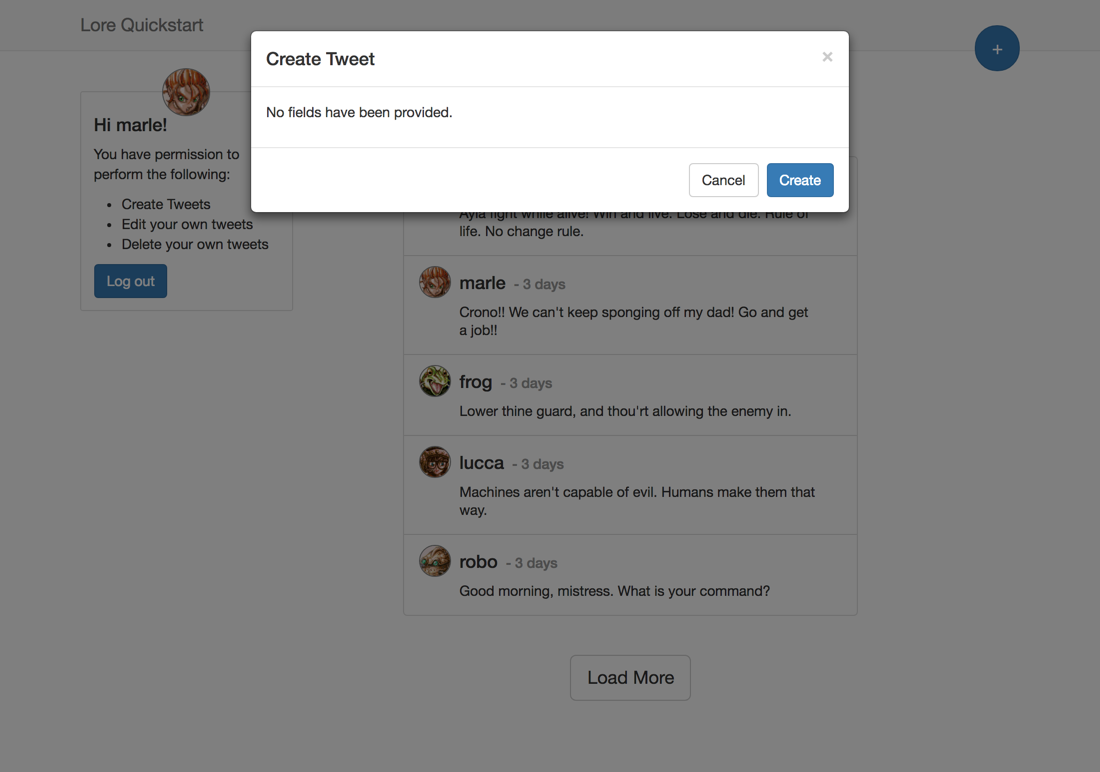 Lore Quickstart
+
Create Tweet
×
No fields have been provided.
Cancel
Create
Hi marle!
You have permission to
perform the following:
• Create Tweets
• Edit your own tweets
• Delete your own tweets
Log out
Ayla fight while alive! Win and live. Lose and die. Rule of
life. No change rule.
marle - 3 days
Crono!! We can't keep sponging off my dad! Go and get
a job!!
frog - 3 days
Lower thine guard, and thou'rt allowing the enemy in.
lucca - 3 days
Machines aren't capable of evil. Humans make them that
way.
robo - 3 days
Good morning, mistress. What is your command?
Load More